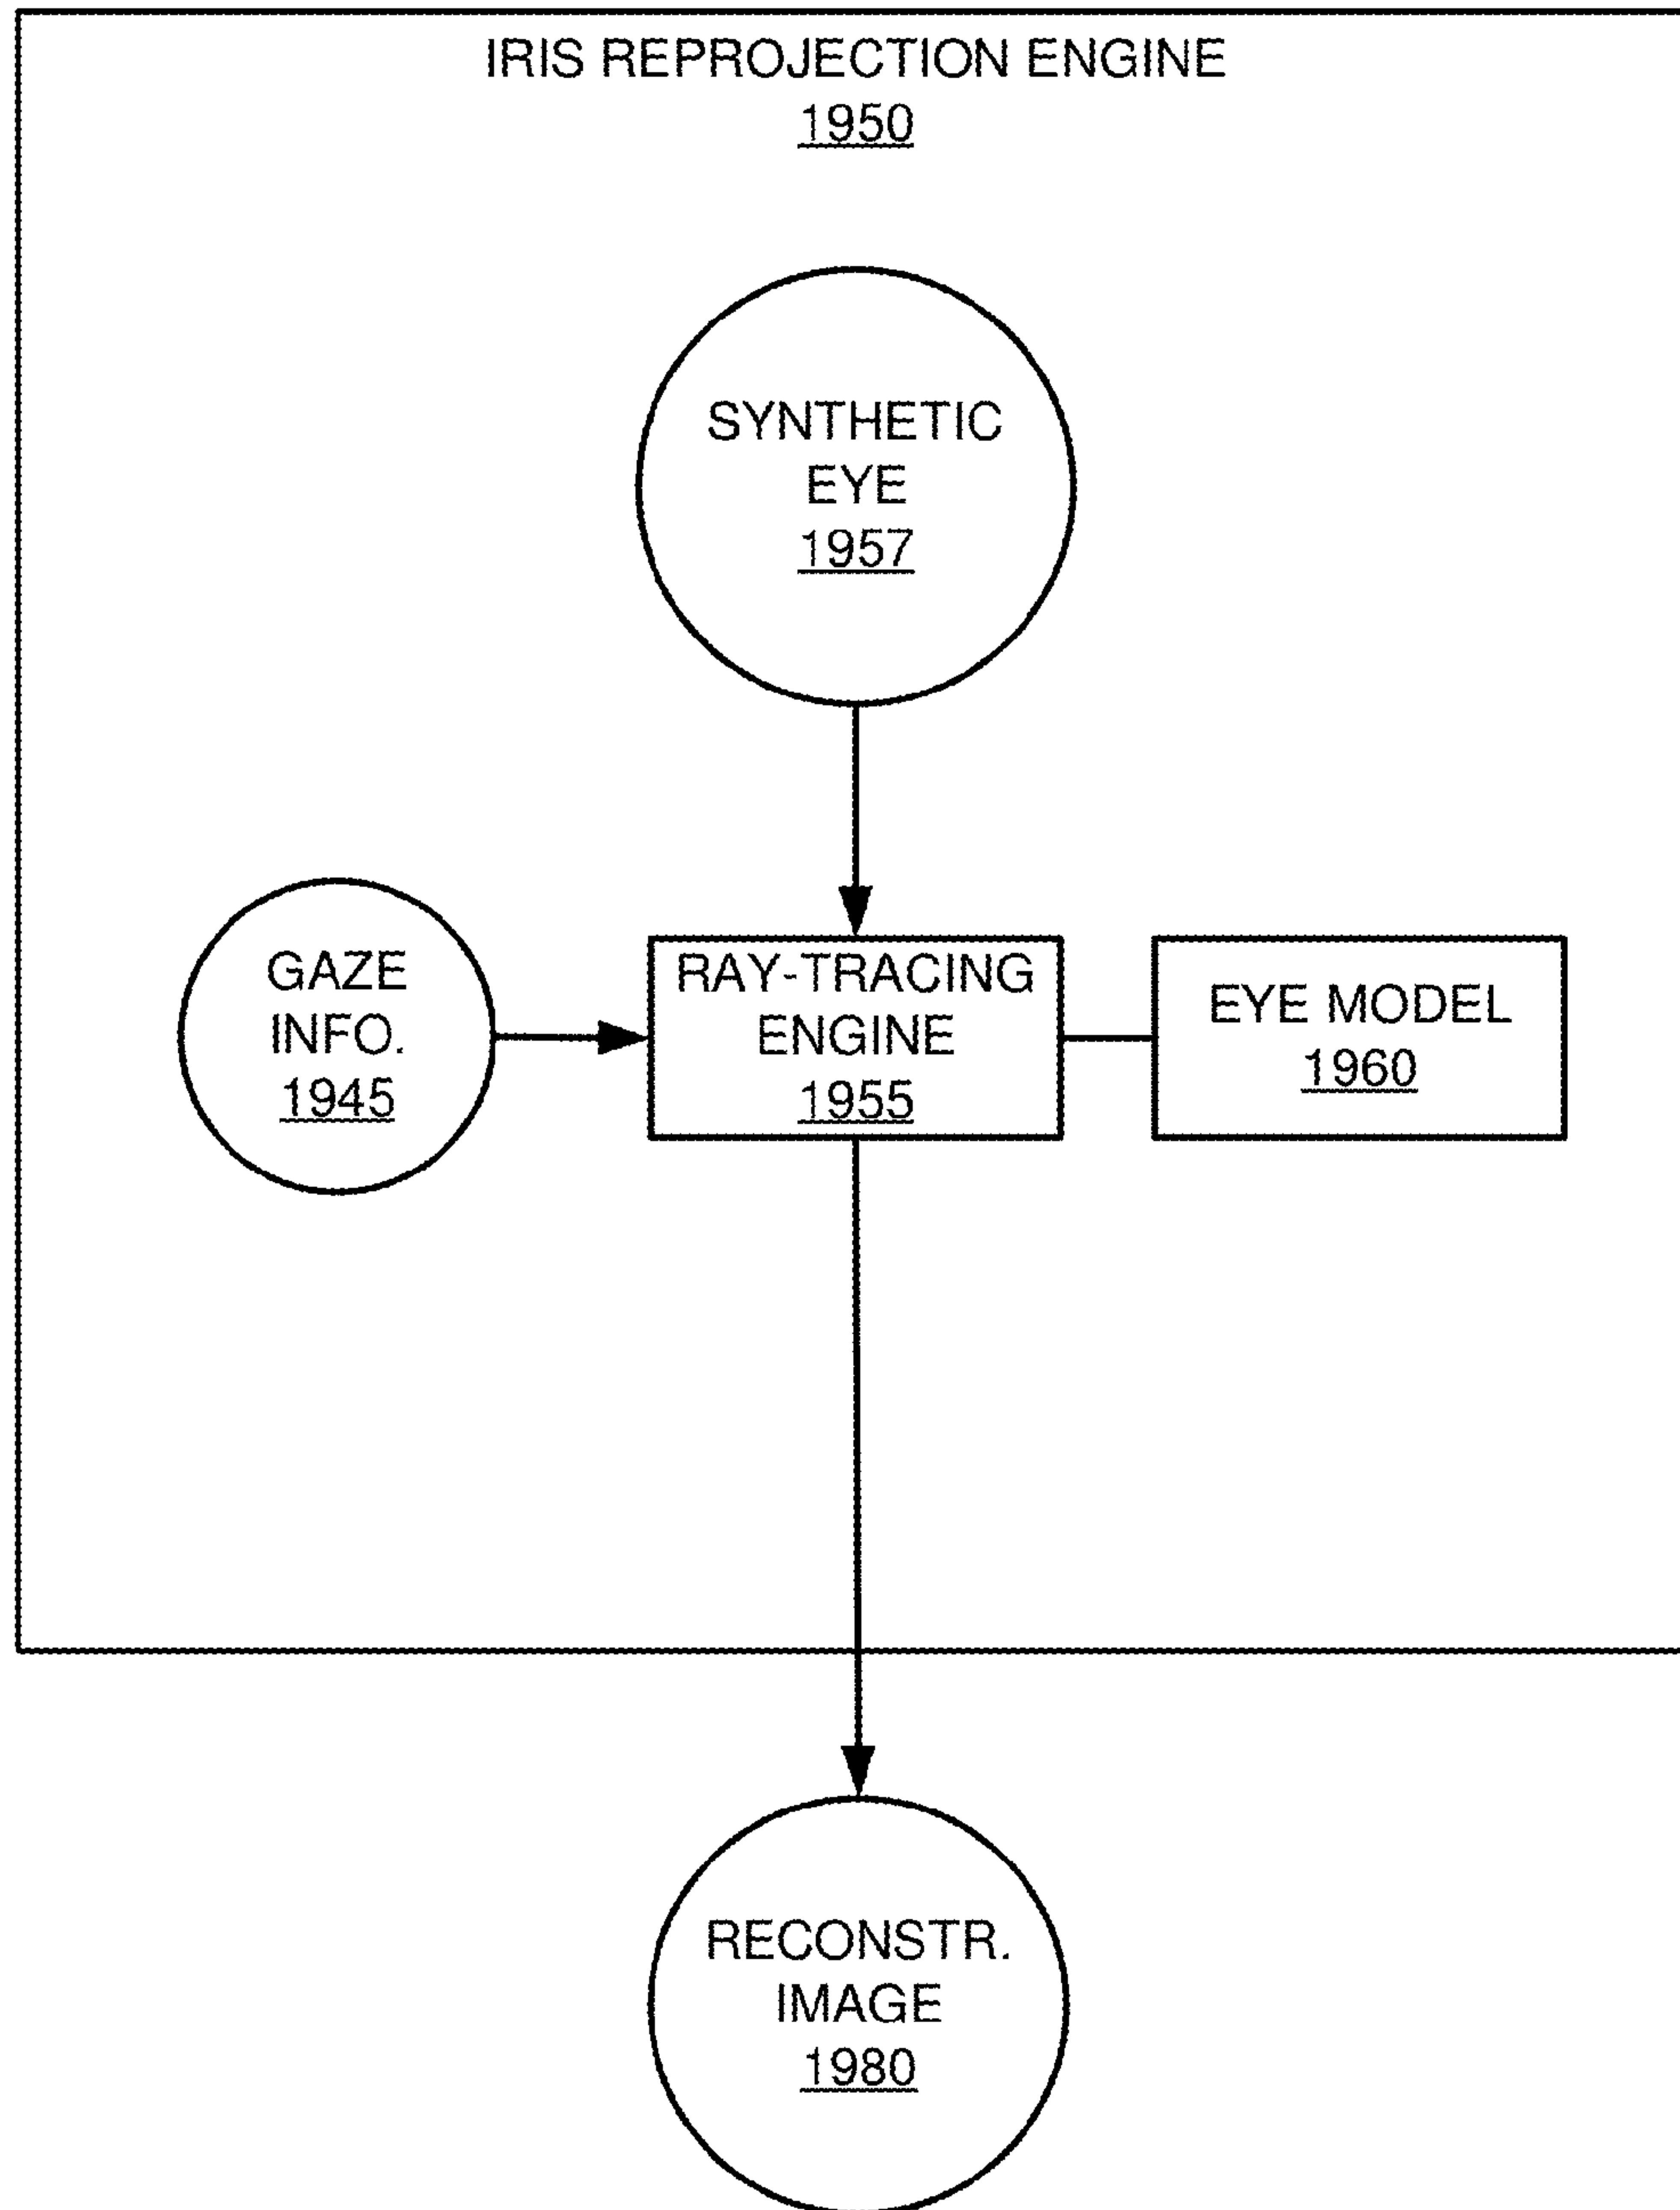 IRIS REPROJECTION ENGINE
1950
SYNTHETIC
EYE
1957
GAZE
INFO.
1945
RAY-TRACING
ENGINE
1955
EYE MODEL
1960
RECONSTR.
IMAGE
1980